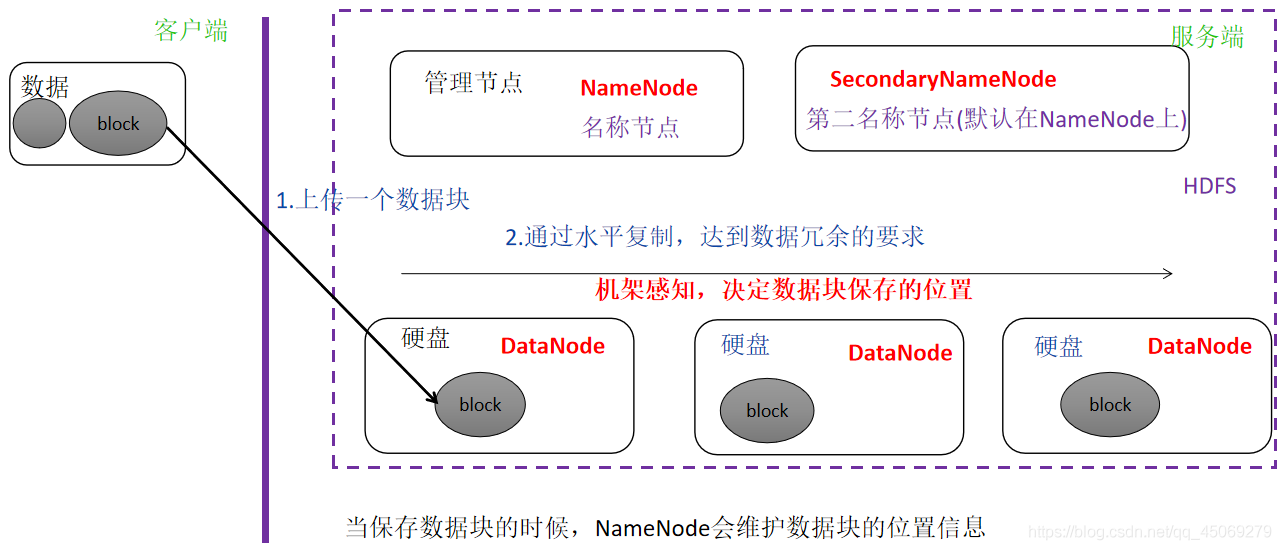 客户端
服务端
数据
block
管理节点
NameNode
名称节点
SecondaryNameNode
第二名称节点(默认在NameNode上)
HDFS
1.上传一个数据块
2.通过水平复制，达到数据冗余的要求
机架感知，决定数据块保存的位置
硬盘
DataNode
block
硬盘
DataNode
block
硬盘
DataNode
block
当保存数据块的时候，NameNode会维护数据块的位置信息
https://blog.csdn.net/qq_45069279